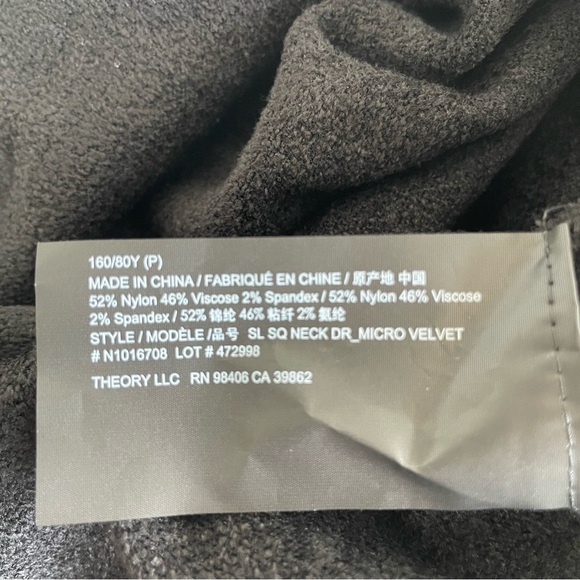 160/80Y (P)
MADE IN CHINA / FABRIQUÉ EN CHINE / 原产地 中国
52% Nylon 46% Viscose 2% Spandex / 52% Nylon 46% Viscose
2% Spandex / 52% 锦纶 46% 粘纤 2% 氨纶
STYLE / MODÈLE /品号 SL SQ NECK DR_MICRO VELVET
# N1016708 LOT # 472998
THEORY LLC RN 98406 CA 39862